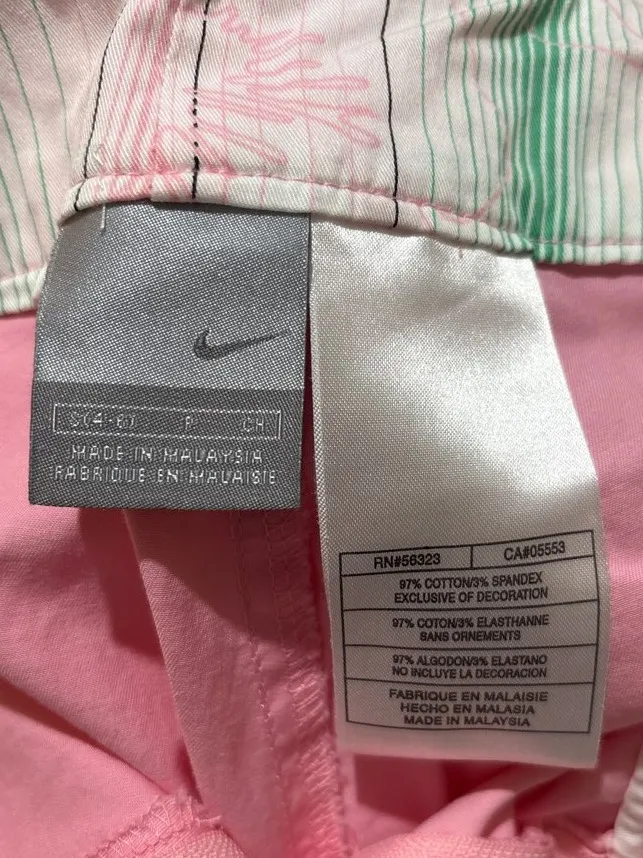 S(4-6) P CH
MADE IN MALAYSIA
FABRIQUE EN MALAISIE
RN#56323 CA#05553
97% COTTON/3% SPANDEX
EXCLUSIVE OF DECORATION
97% COTON/3% ELASTHANNE
SANS ORNEMENTS
97% ALGODON/3% ELASTANO
NO INCLUYE LA DECORACION
FABRIQUE EN MALAISIE
HECHO EN MALASIA
MADE IN MALAYSIA